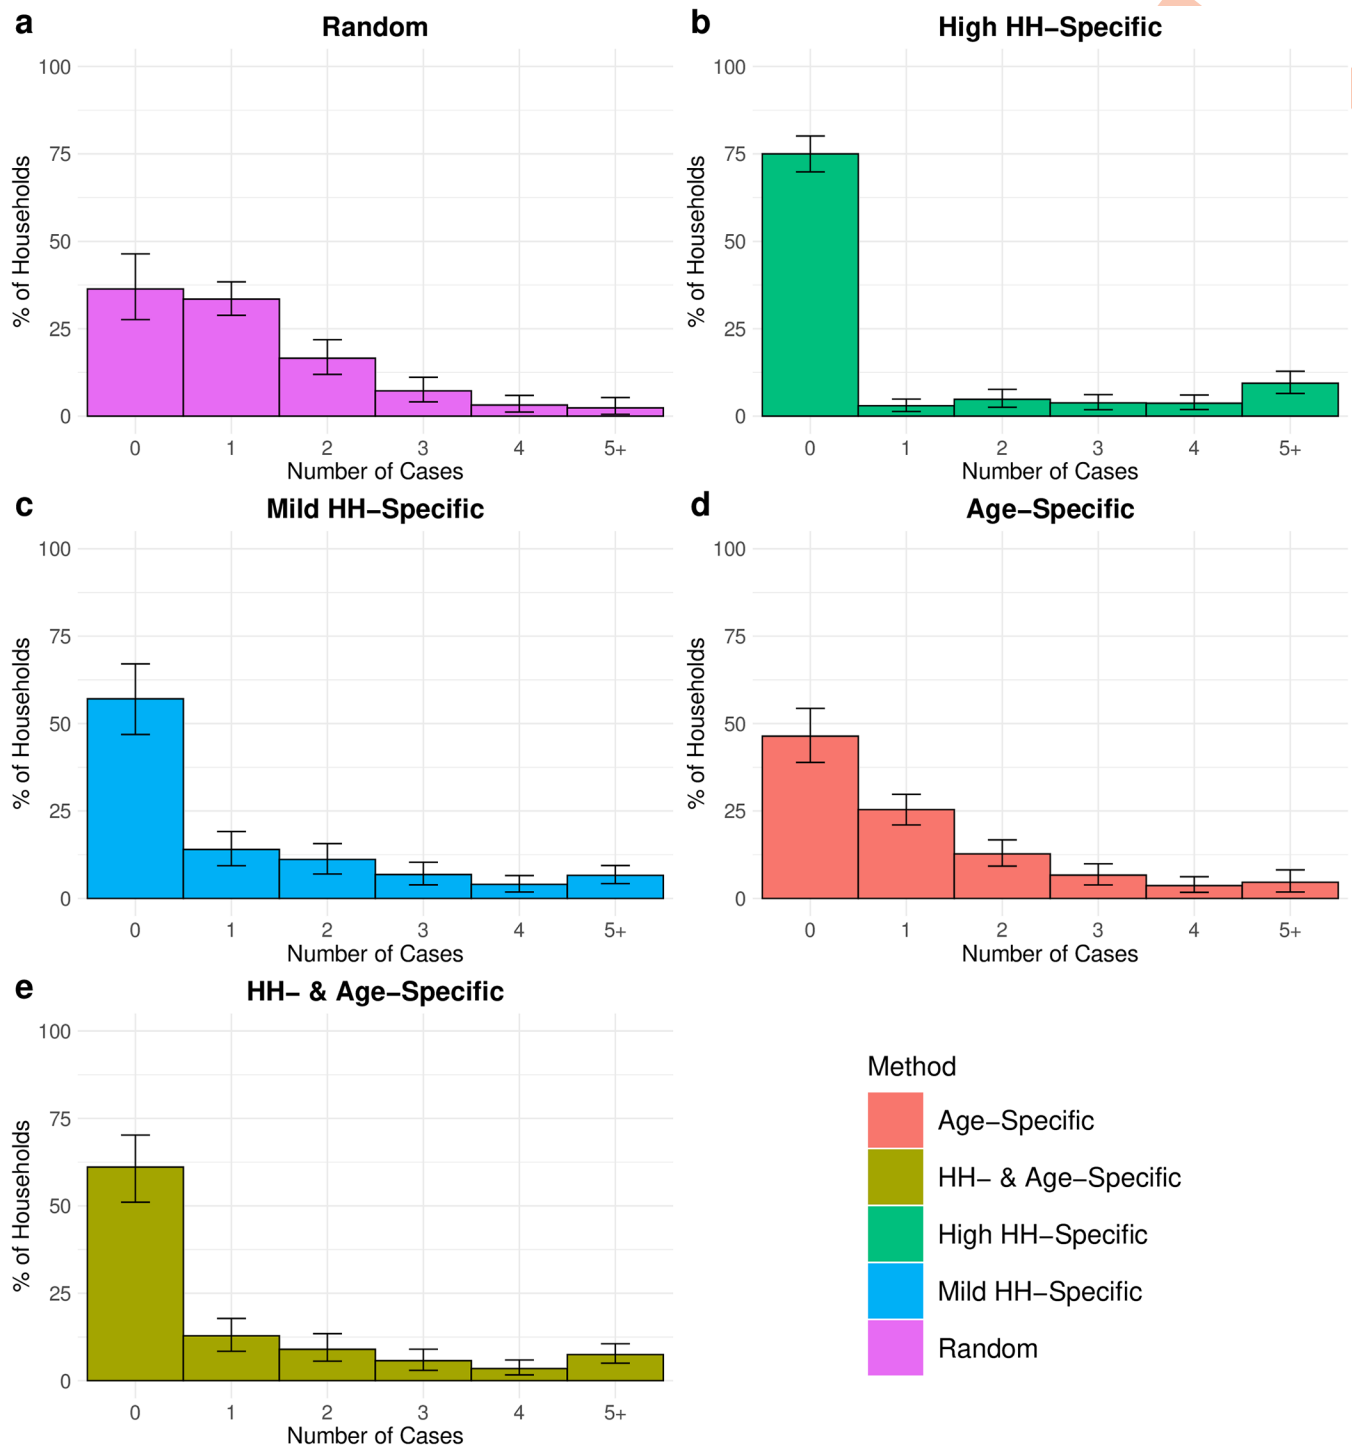 a
Random
% of Households
100
75
50
25
0
0 1 2 3 4 5+
Number of Cases
b
High HH−Specific
% of Households
100
75
50
25
0
0 1 2 3 4 5+
Number of Cases
c
Mild HH−Specific
% of Households
100
75
50
25
0
0 1 2 3 4 5+
Number of Cases
d
Age−Specific
% of Households
100
75
50
25
0
0 1 2 3 4 5+
Number of Cases
e
HH− & Age−Specific
% of Households
100
75
50
25
0
0 1 2 3 4 5+
Number of Cases
Method
Age−Specific
HH− & Age−Specific
High HH−Specific
Mild HH−Specific
Random